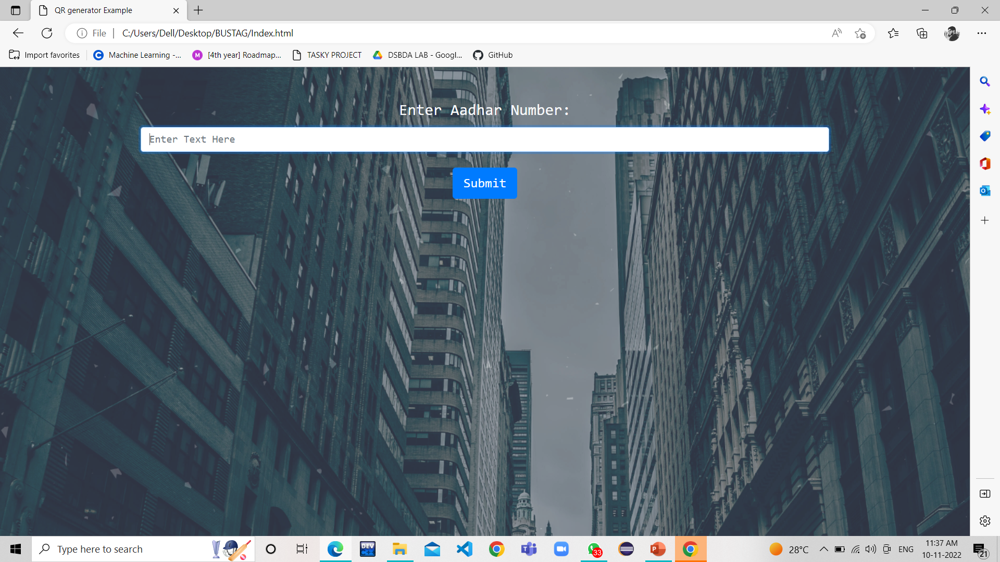 QR generator Example
File
C:/Users/Dell/Desktop/BUSTAG/Index.html
Import favorites
Machine Learning -...
[4th year] Roadmap...
TASKY PROJECT
DSBDA LAB - Googl...
GitHub
Enter Aadhar Number:
Enter Text Here
Submit
Type here to search
DEV C++
33
28°C
ENG
11:37 AM
10-11-2022
21